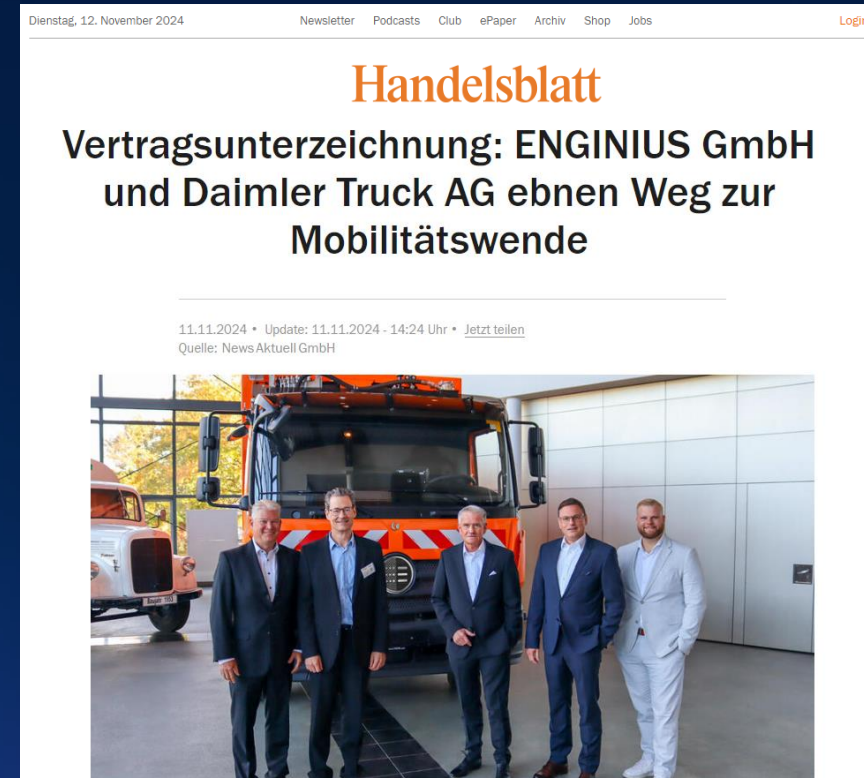 Dienstag, 12. November 2024 Newsletter Podcasts Club ePaper Archiv Shop Jobs Login
Handelsblatt
Vertragsunterzeichnung: ENGINIUS GmbH
und Daimler Truck AG ebnen Weg zur
Mobilitätswende
11.11.2024 • Update: 11.11.2024 - 14:24 Uhr • Jetzt teilen
Quelle: News Aktuell GmbH